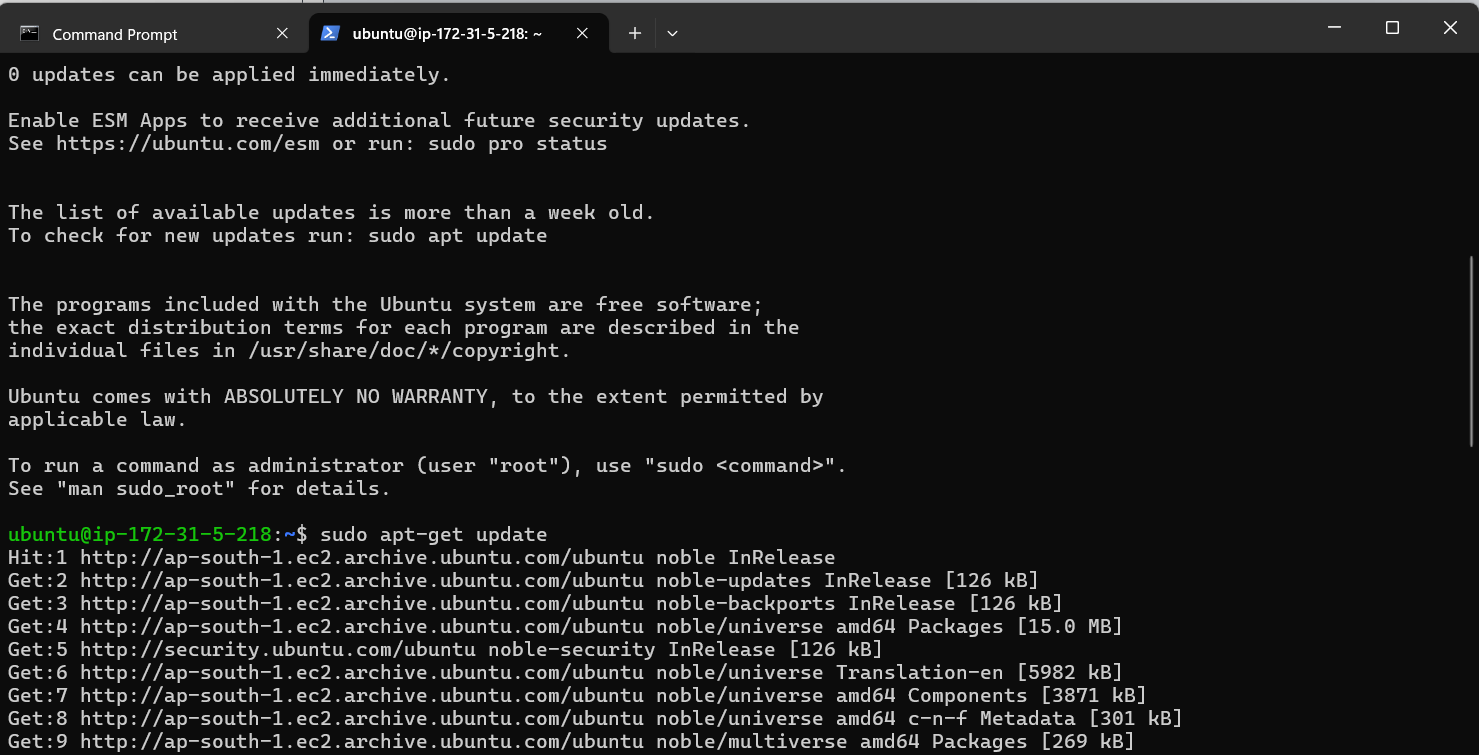 Command Prompt
ubuntu@ip-172-31-5-218: ~
0 updates can be applied immediately.
Enable ESM Apps to receive additional future security updates.
See https://ubuntu.com/esm or run: sudo pro status
The list of available updates is more than a week old.
To check for new updates run: sudo apt update
The programs included with the Ubuntu system are free software;
the exact distribution terms for each program are described in the
individual files in /usr/share/doc/*/copyright.
Ubuntu comes with ABSOLUTELY NO WARRANTY, to the extent permitted by
applicable law.
To run a command as administrator (user "root"), use "sudo <command>".
See "man sudo_root" for details.
ubuntu@ip-172-31-5-218:~$ sudo apt-get update
Hit:1 http://ap-south-1.ec2.archive.ubuntu.com/ubuntu noble InRelease
Get:2 http://ap-south-1.ec2.archive.ubuntu.com/ubuntu noble-updates InRelease [126 kB]
Get:3 http://ap-south-1.ec2.archive.ubuntu.com/ubuntu noble-backports InRelease [126 kB]
Get:4 http://ap-south-1.ec2.archive.ubuntu.com/ubuntu noble/universe amd64 Packages [15.0 MB]
Get:5 http://security.ubuntu.com/ubuntu noble-security InRelease [126 kB]
Get:6 http://ap-south-1.ec2.archive.ubuntu.com/ubuntu noble/universe Translation-en [5982 kB]
Get:7 http://ap-south-1.ec2.archive.ubuntu.com/ubuntu noble/universe amd64 Components [3871 kB]
Get:8 http://ap-south-1.ec2.archive.ubuntu.com/ubuntu noble/universe amd64 c-n-f Metadata [301 kB]
Get:9 http://ap-south-1.ec2.archive.ubuntu.com/ubuntu noble/multiverse amd64 Packages [269 kB]